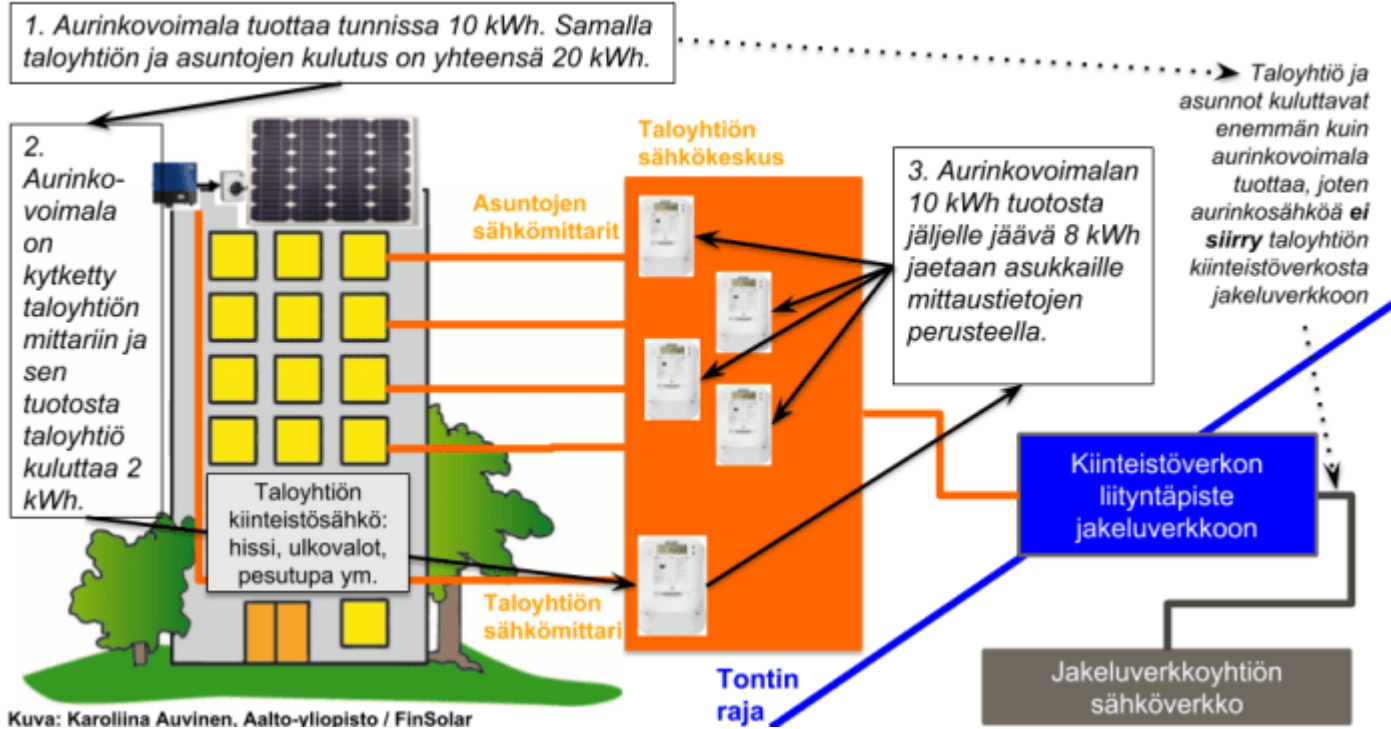 1. Aurinkovoimala tuottaa tunnissa 10 kWh. Samalla
taloyhtiön ja asuntojen kulutus on yhteensä 20 kWh.
Taloyhtiö ja
asunnot kuluttavat
enemmän kuin
aurinkovoimala
tuottaa, joten
aurinkosähköä ei
siirry taloyhtiön
kiinteistöverkosta
jakeluverkkoon
2.
Aurinko-
voimala
on
kytketty
taloyhtiön
mittariin ja
sen
tuotosta
taloyhtiö
kuluttaa 2
kWh.
Asuntojen
sähkömittarit
Taloyhtiön
sähkökeskus
3. Aurinkovoimalan
10 kWh tuotosta
jäljelle jäävä 8 kWh
jaetaan asukkaille
mittaustietojen
perusteella.
Taloyhtiön
kiinteistösähkö:
hissi, ulkovalot,
pesutupa ym.
Taloyhtiön
sähkömittari
Kiinteistöverkon
liityntäpiste
jakeluverkkoon
Tontin
raja
Jakeluverkkoyhtiön
sähköverkko
Kuva: Karoliina Auvinen, Aalto-yliopisto / FinSolar